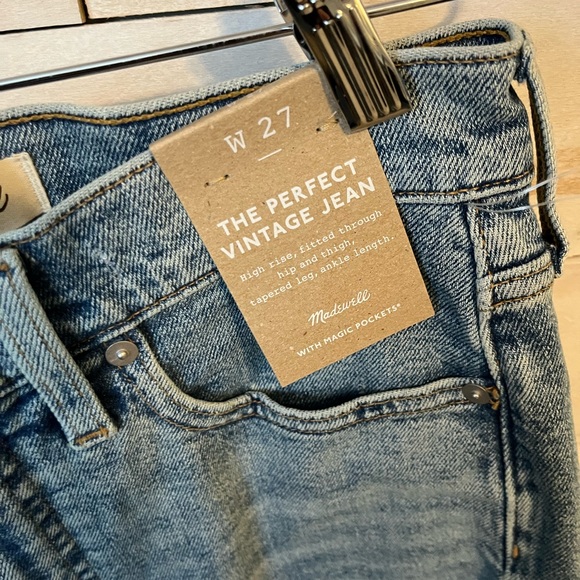 W 27
THE PERFECT
VINTAGE JEAN
High rise, fitted through
hip and thigh,
tapered leg, ankle length.
Madewell
WITH MAGIC POCKETS®